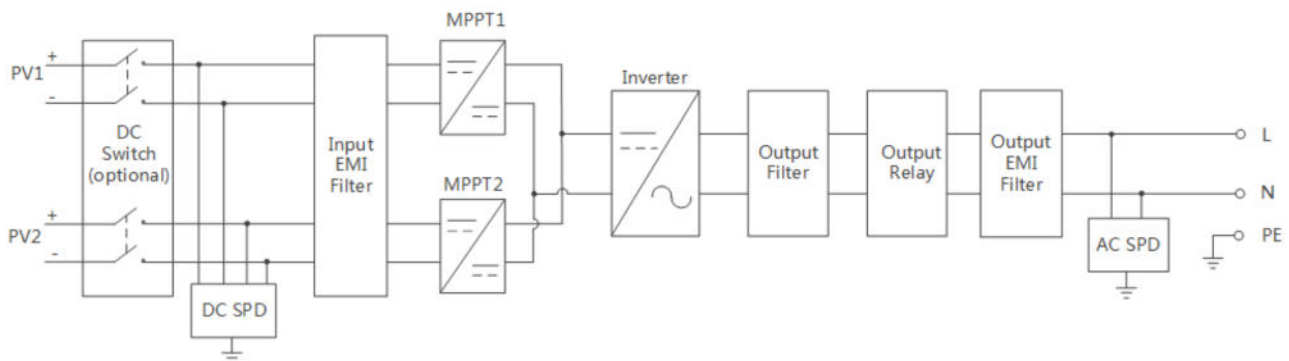 MPPT1
+
PV1
-
DC
Switch
(optional)
+
PV2
-
DC SPD
Input
EMI
Filter
MPPT2
Inverter
Output
Filter
Output
Relay
Output
EMI
Filter
L
N
PE
AC SPD